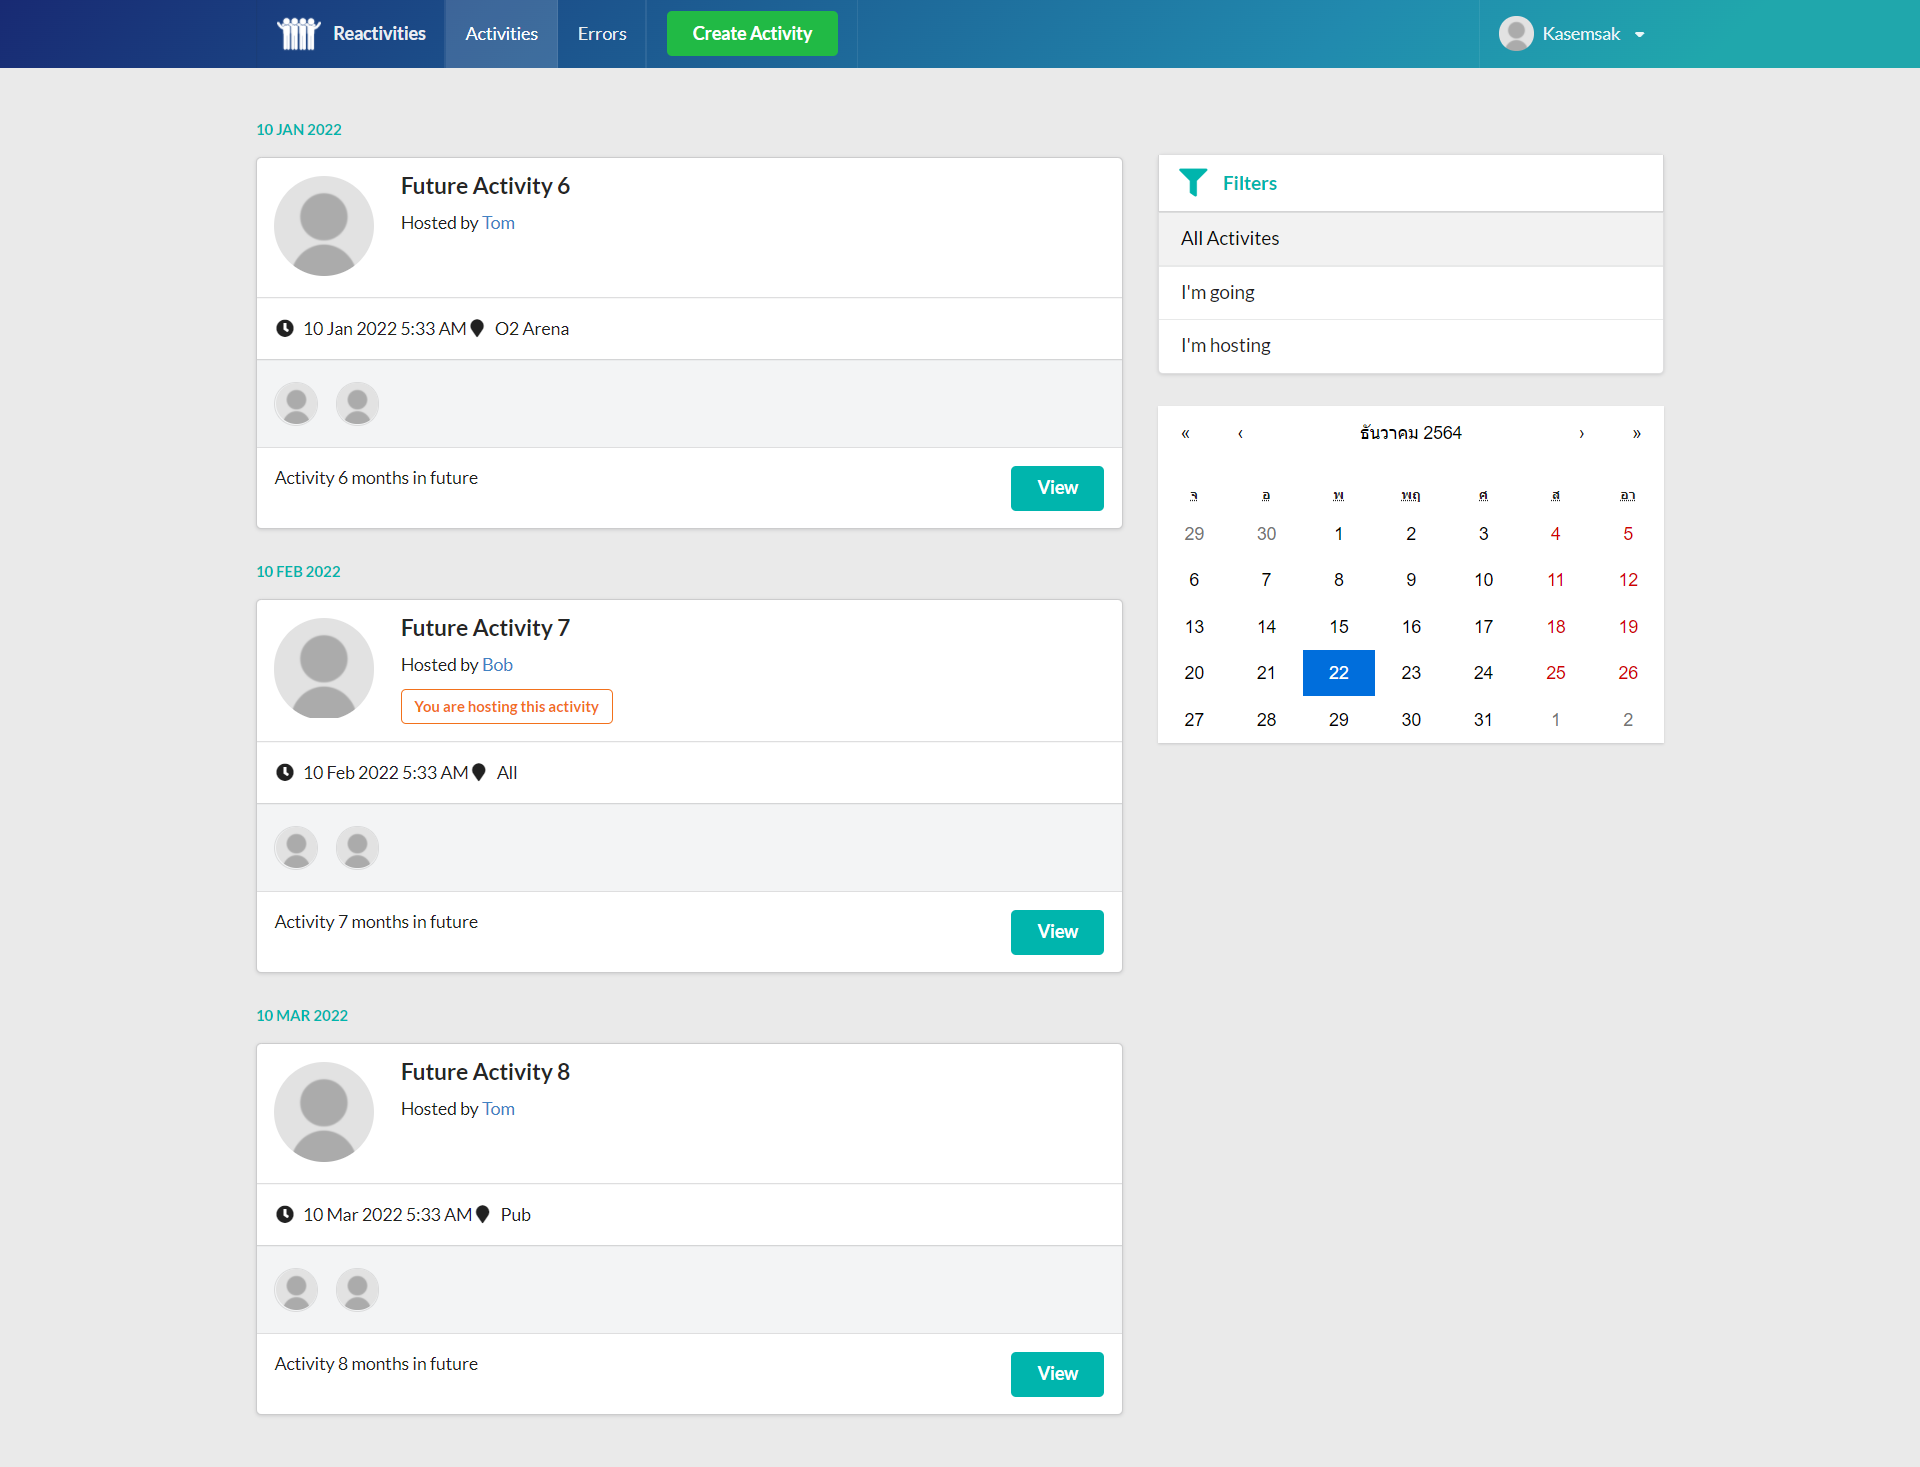 Reactivities
Activities
Errors
Create Activity
Kasemsak
10 JAN 2022
Future Activity 6
Hosted by Tom
10 Jan 2022 5:33 AM O2 Arena
Activity 6 months in future
View
10 FEB 2022
Future Activity 7
Hosted by Bob
You are hosting this activity
10 Feb 2022 5:33 AM All
Activity 7 months in future
View
10 MAR 2022
Future Activity 8
Hosted by Tom
10 Mar 2022 5:33 AM Pub
Activity 8 months in future
View
Filters
All Activites
I'm going
I'm hosting
« ‹ ธันวาคม 2564 › »
จ อ พ พฤ ศ ส อา
29 30 1 2 3 4 5
6 7 8 9 10 11 12
13 14 15 16 17 18 19
20 21 22 23 24 25 26
27 28 29 30 31 1 2